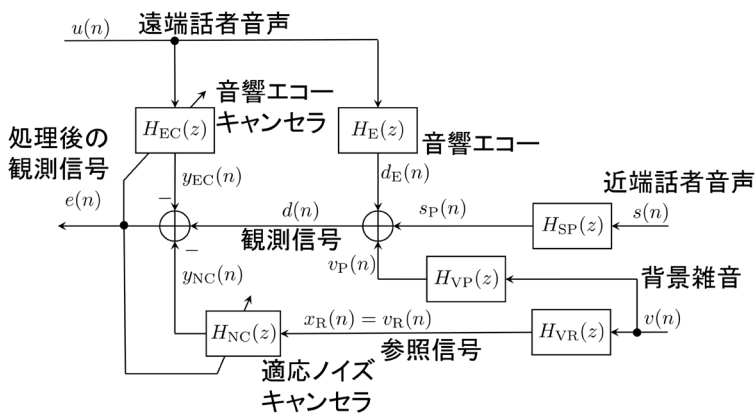 u(n)
遠端話者音声
音響エコー
キャンセラ
H_EC(z)
H_E(z)
音響エコー
処理後の
観測信号
y_EC(n)
d_E(n)
近端話者音声
e(n)
−
d(n)
s_P(n)
H_SP(z)
s(n)
観測信号
−
v_P(n)
y_NC(n)
H_VP(z)
背景雑音
H_NC(z)
x_R(n) = v_R(n)
H_VR(z)
v(n)
参照信号
適応ノイズ
キャンセラ